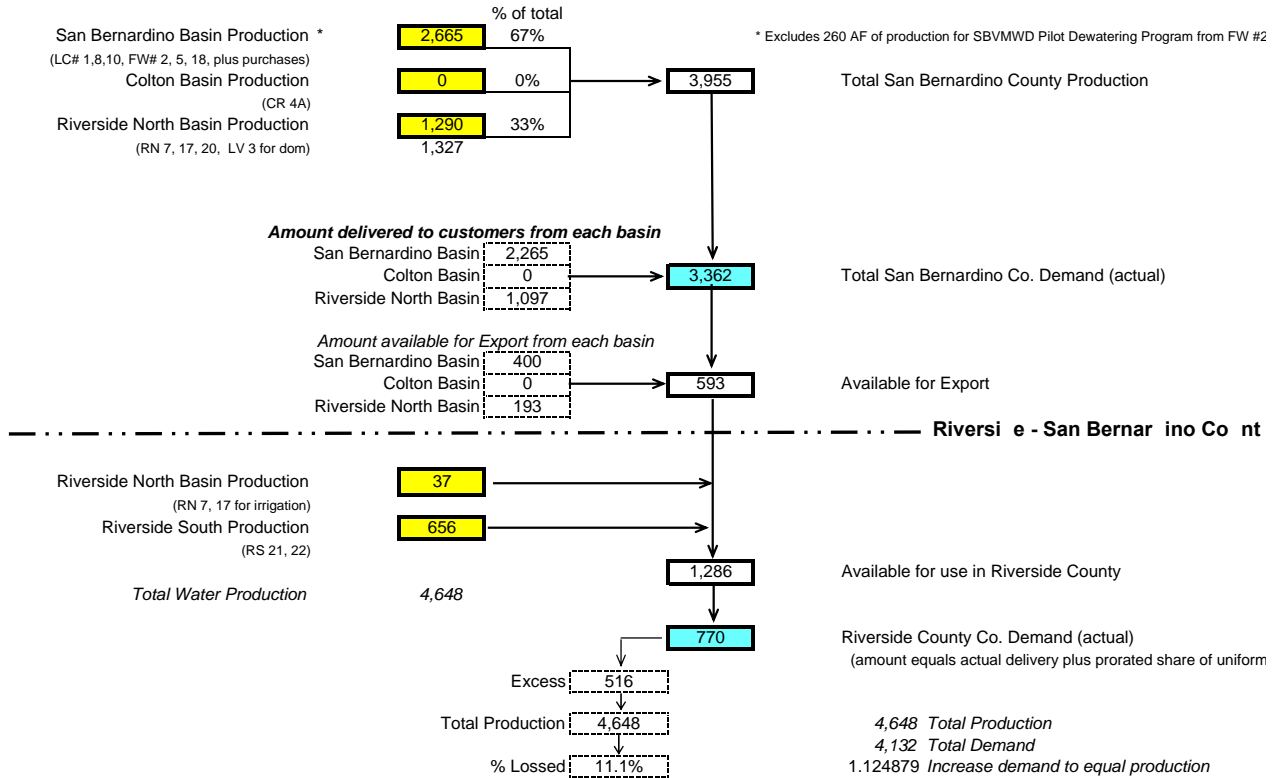 % of total
San Bernardino Basin Production * 2,665 67% * Excludes 260 AF of production for SBVMWD Pilot Dewatering Program from FW #2
(LC# 1,8,10, FW# 2, 5, 18, plus purchases)
Colton Basin Production 0 0% 3,955 Total San Bernardino County Production
(CR 4A)
Riverside North Basin Production 1,290 33%
(RN 7, 17, 20, LV 3 for dom) 1,327
Amount delivered to customers from each basin
San Bernardino Basin 2,265
Colton Basin 0 3,362 Total San Bernardino Co. Demand (actual)
Riverside North Basin 1,097
Amount available for Export from each basin
San Bernardino Basin 400
Colton Basin 0 593 Available for Export
Riverside North Basin 193
Riversi e - San Bernar ino Co nt
Riverside North Basin Production 37
(RN 7, 17 for irrigation)
Riverside South Production 656
(RS 21, 22)
1,286 Available for use in Riverside County
Total Water Production 4,648
770 Riverside County Co. Demand (actual)
(amount equals actual delivery plus prorated share of uniform
Excess 516
Total Production 4,648 4,648 Total Production
4,132 Total Demand
% Lossed 11.1% 1.124879 Increase demand to equal production